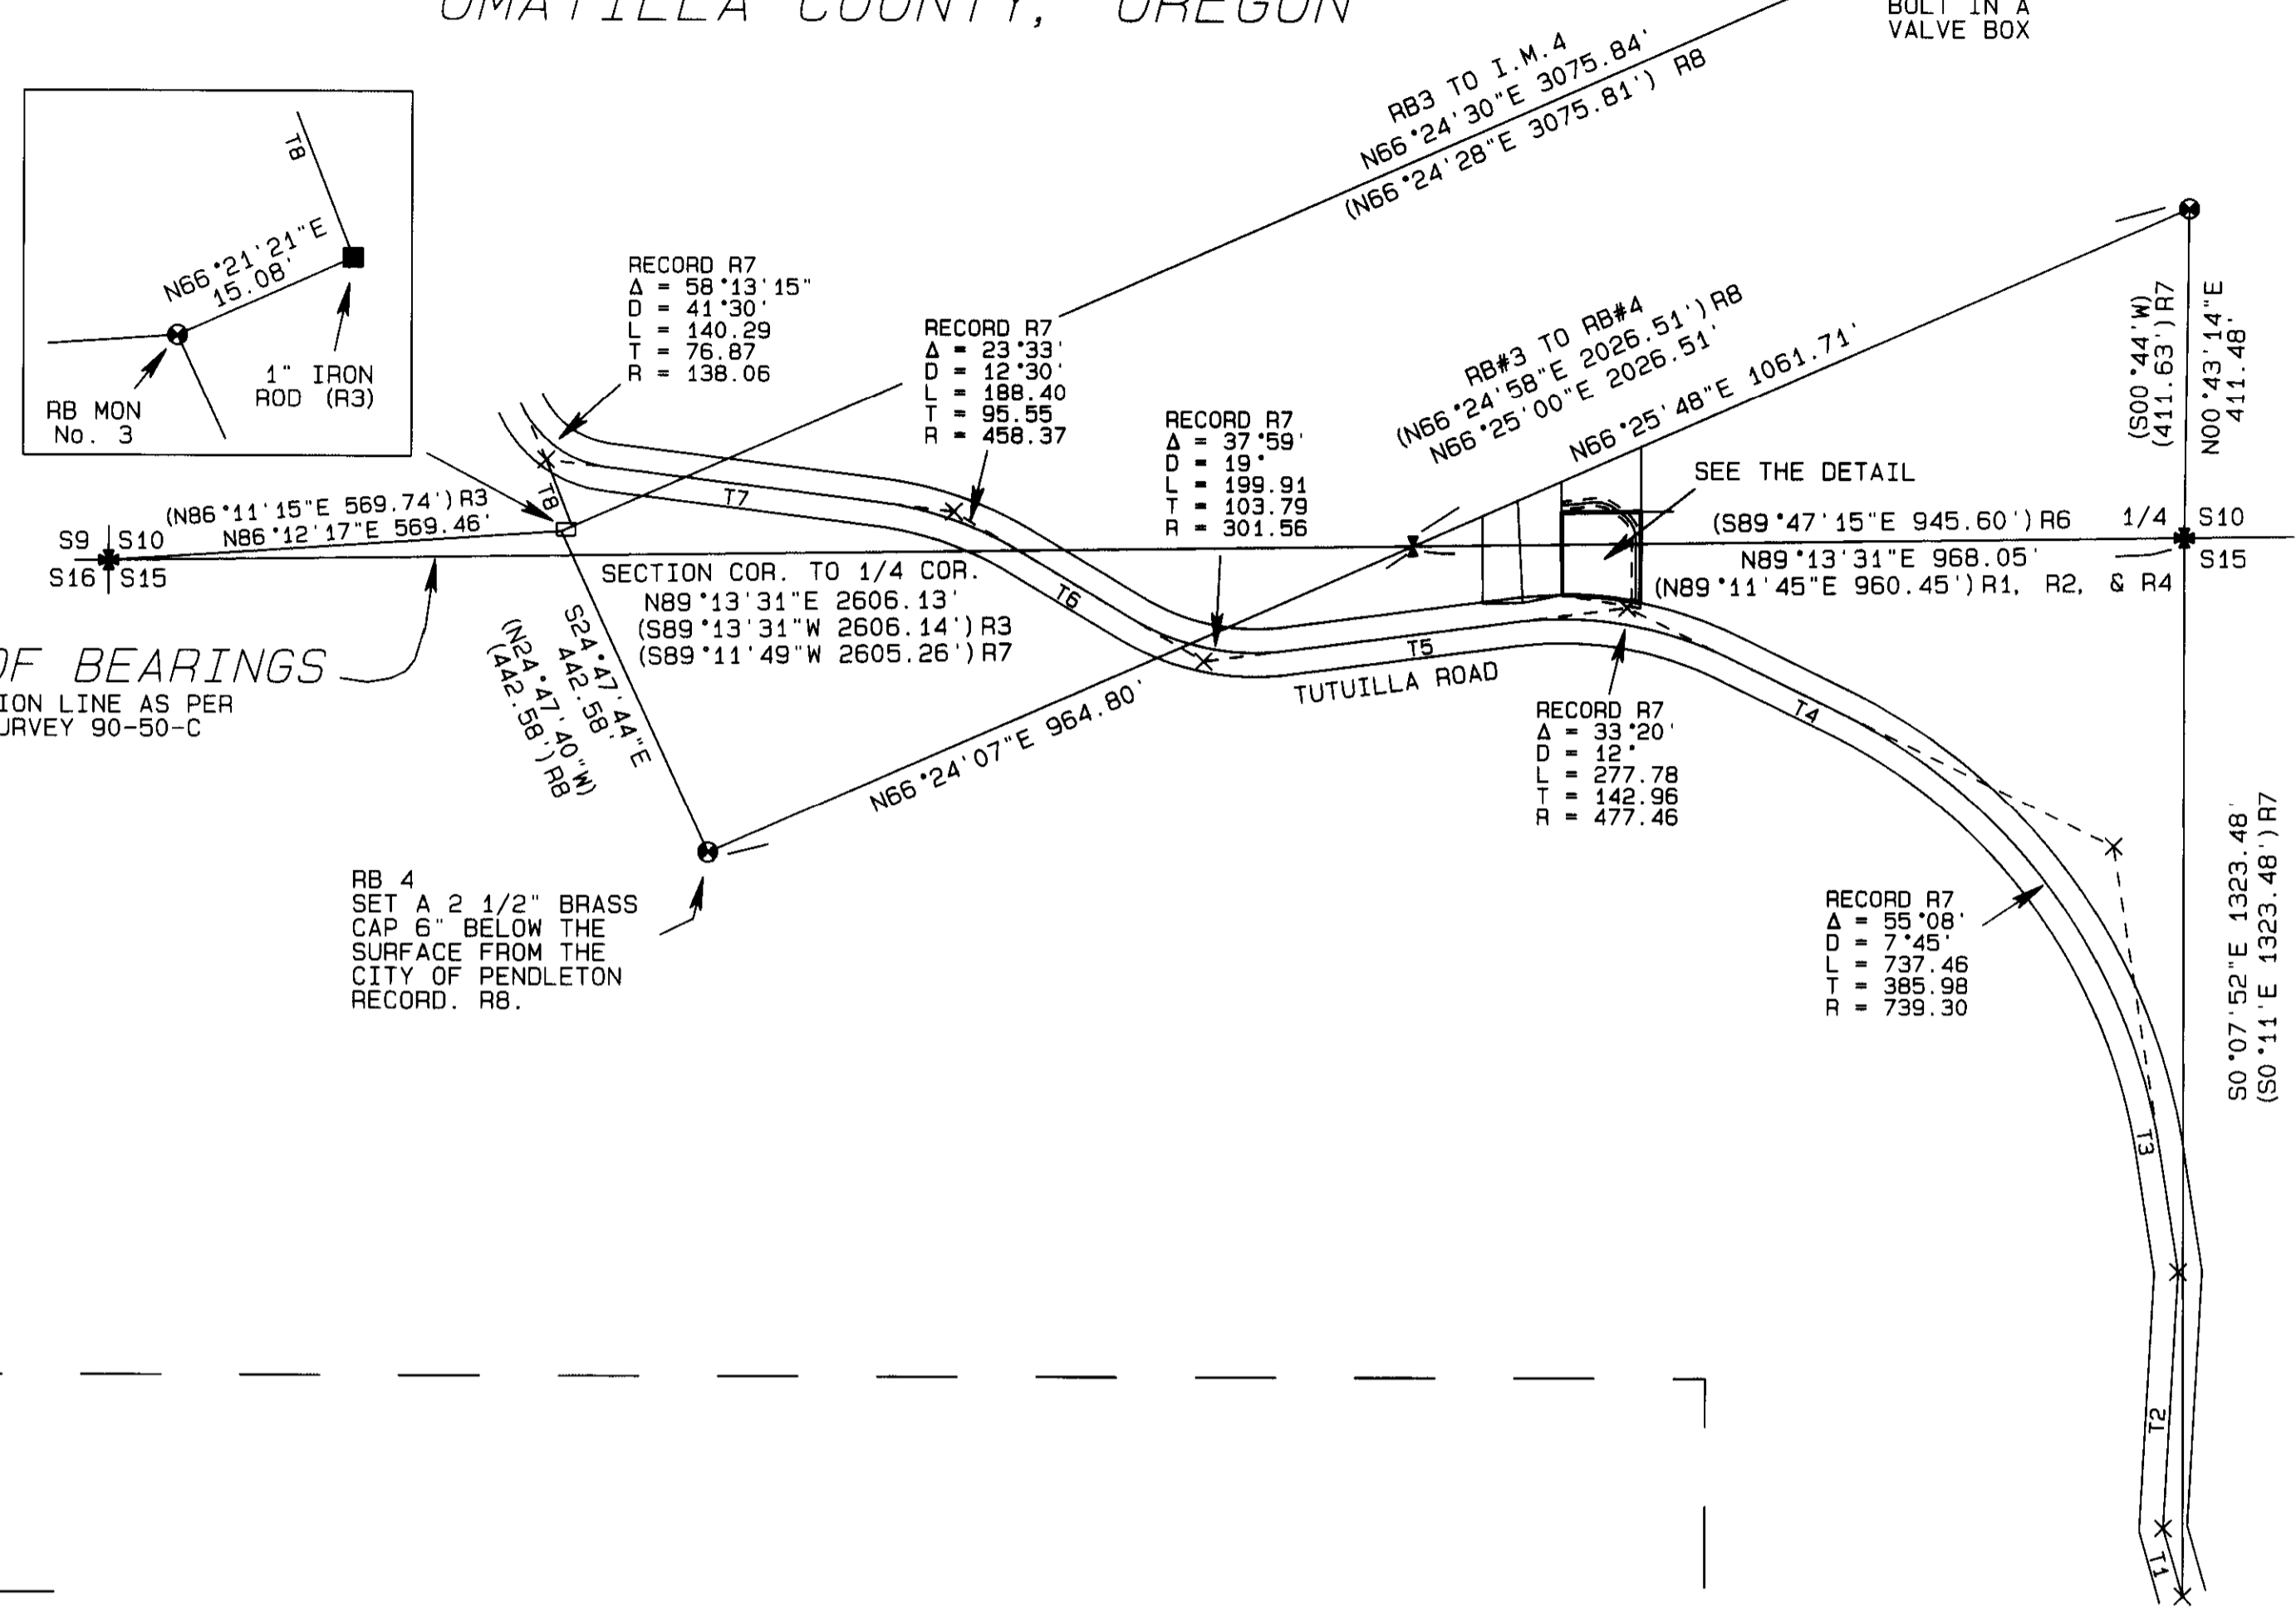 UMATILLA COUNTY, OREGON
BOLT IN A
VALVE BOX
RB3 TO I.M.4
N66°24'30"E 3075.84'
(N66°24'28"E 3075.81') R8
T8
N66°21'21"E
15.08'
1" IRON
ROD (R3)
RB MON
No. 3
RECORD R7
Δ = 58°13'15"
D = 41°30'
L = 140.29
T = 76.87
R = 138.06
RECORD R7
Δ = 23°33'
D = 12°30'
L = 188.40
T = 95.55
R = 458.37
RECORD R7
Δ = 37°59'
D = 19°
L = 199.91
T = 103.79
R = 301.56
RB#3 TO RB#4
(N66°24'58"E 2026.51')R8
N66°25'00"E 2026.51'
N66°25'48"E 1061.71'
(S00°44'W)
(411.63')R7
N00°43'14"E
411.48'
SEE THE DETAIL
(S89°47'15"E 945.60')R6
1/4 S10
N89°13'31"E 968.05'
S15
(N89°11'45"E 960.45')R1, R2, & R4
(N86°11'15"E 569.74')R3
N86°12'17"E 569.46'
S9 S10
S16 S15
T8
T7
SECTION COR. TO 1/4 COR.
N89°13'31"E 2606.13'
(S89°13'31"W 2606.14')R3
(S89°11'49"W 2605.26')R7
T6
T5
TUTUILLA ROAD
S24°47'44"E
442.58'
(N24°47'40"W)
(442.58')R8
OF BEARINGS
ION LINE AS PER
URVEY 90-50-C
N66°24'07"E 964.80'
RECORD R7
Δ = 33°20'
D = 12°
L = 277.78
T = 142.96
R = 477.46
T4
RB 4
SET A 2 1/2" BRASS
CAP 6" BELOW THE
SURFACE FROM THE
CITY OF PENDLETON
RECORD. R8.
RECORD R7
Δ = 55°08'
D = 7°45'
L = 737.46
T = 385.98
R = 739.30
S0°07'52"E 1323.48'
(S0°11'E 1323.48')R7
T3
T2
T1